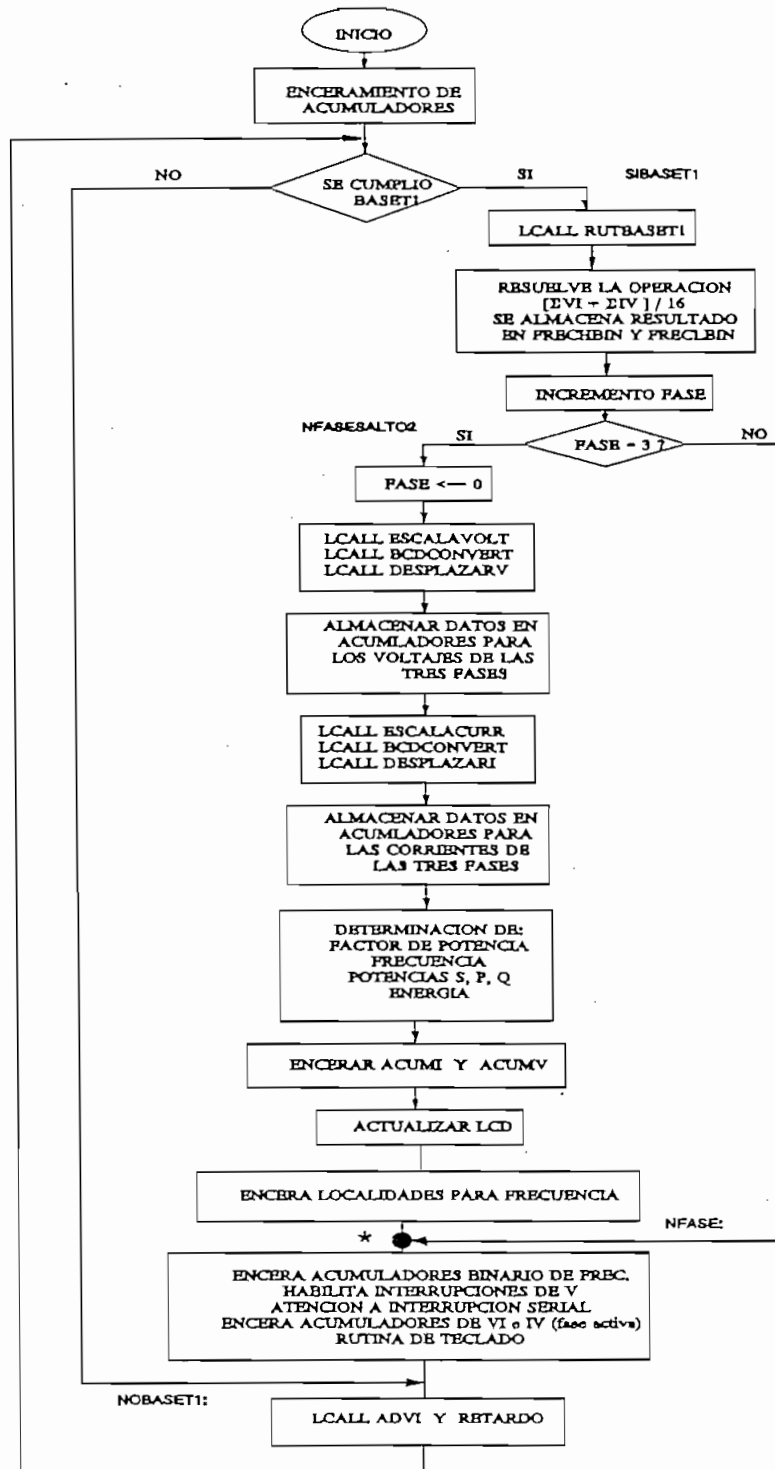 INICIO
ENCERAMIENTO DE
ACUMULADORES
NO
SE CUMPLIO
BASET1
SI
SIBASET1
LCALL RUTBASET1
RESUELVE LA OPERACION
[ΣVI + ΣIV ] / 16
SE ALMACENA RESULTADO
EN FRECHBIN Y FRECLBIN
INCREMENTO FASE
NFASESALTO2
SI
FASE = 3 ?
NO
FASE <— 0
LCALL ESCALAVOLT
LCALL BCDCONVERT
LCALL DESPLAZARV
ALMACENAR DATOS EN
ACUMLADORES PARA
LOS VOLTAJES DE LAS
TRES FASES
LCALL ESCALACURR
LCALL BCDCONVERT
LCALL DESPLAZARI
ALMACENAR DATOS EN
ACUMLADORES PARA
LAS CORRIENTES DE
LAS TRES FASES
DETERMINACION DE:
FACTOR DE POTENCIA
FRECUENCIA
POTENCIAS S, P, Q
ENERGIA
ENCERAR ACUMI Y ACUMV
ACTUALIZAR LCD
ENCERA LOCALIDADES PARA FRECUENCIA
NFASE:
*
ENCERA ACUMULADORES BINARIO DE FREC.
HABILITA INTERRUPCIONES DE V
ATENCION A INTERRUPCION SERIAL
ENCERA ACUMULADORES DE VI e IV (fase activa)
RUTINA DE TECLADO
NOBASET1:
LCALL ADVI Y RETARDO